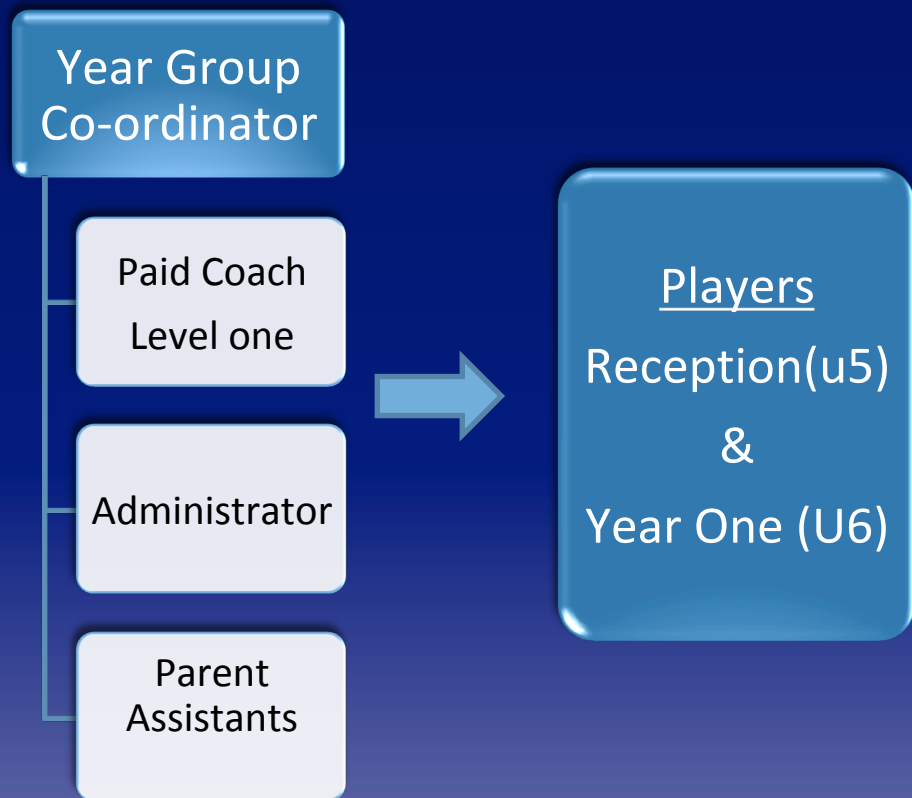 Year Group
Co-ordinator
Paid Coach
Level one
Administrator
Parent
Assistants
Players
Reception(u5)
&
Year One (U6)